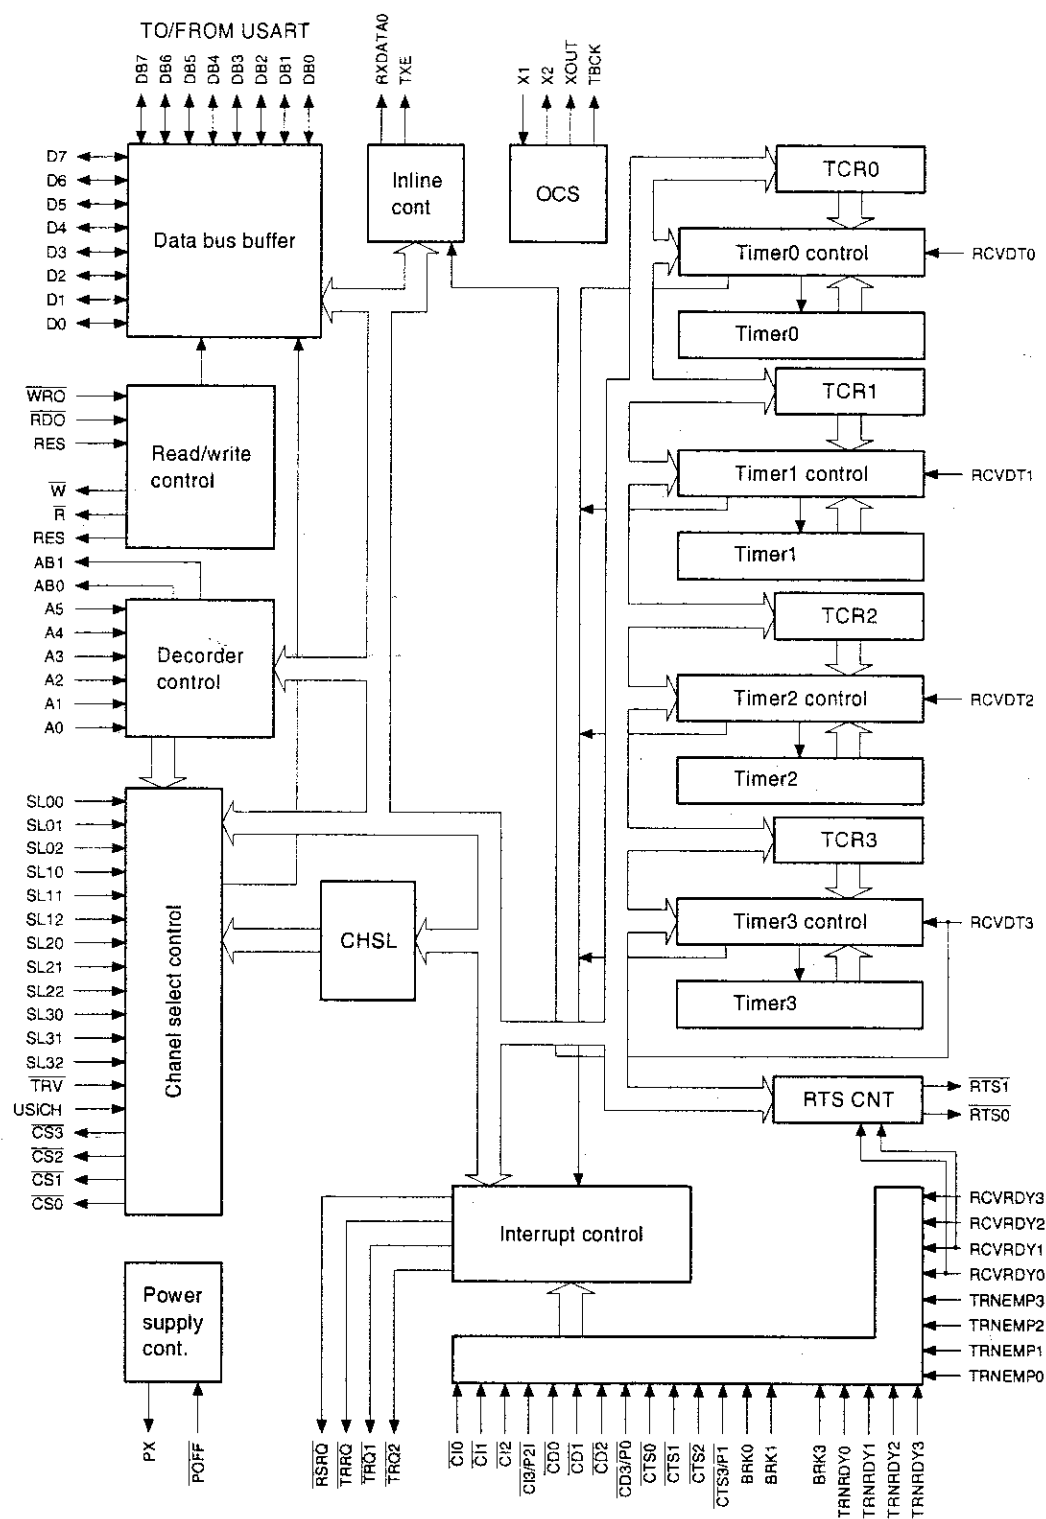 TO/FROM USART
DB7
DB6
DB5
DB4
DB3
DB2
DB1
DB0
RXDATA0
TXE
X1
X2
XOUT
TBCK
D7
D6
D5
D4
D3
D2
D1
D0
Data bus buffer
Inline
cont
OCS
TCR0
Timer0 control
RCVDT0
Timer0
TCR1
Timer1 control
RCVDT1
Timer1
TCR2
Timer2 control
RCVDT2
Timer2
TCR3
Timer3 control
RCVDT3
Timer3
WRO
RDO
RES
W
R
RES
Read/write
control
AB1
AB0
A5
A4
A3
A2
A1
A0
Decorder
control
SL00
SL01
SL02
SL10
SL11
SL12
SL20
SL21
SL22
SL30
SL31
SL32
TRV
USICH
CS3
CS2
CS1
CS0
Chanel select control
CHSL
RTS CNT
RTS1
RTS0
Interrupt control
RCVRDY3
RCVRDY2
RCVRDY1
RCVRDY0
TRNEMP3
TRNEMP2
TRNEMP1
TRNEMP0
Power
supply
cont.
PX
POFF
RSRQ
TRRQ
TRQ1
TRQ2
CI0
CI1
CI2
CI3/P2I
CD0
CD1
CD2
CD3/P0
CTS0
CTS1
CTS2
CTS3/P1
BRK0
BRK1
BRK3
TRNRDY0
TRNRDY1
TRNRDY2
TRNRDY3